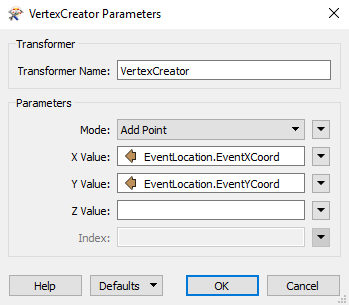 VertexCreator Parameters
Transformer
Transformer Name: VertexCreator
Parameters
Mode: Add Point
X Value: EventLocation.EventXCoord
Y Value: EventLocation.EventYCoord
Z Value:
Index:
Help Defaults OK Cancel